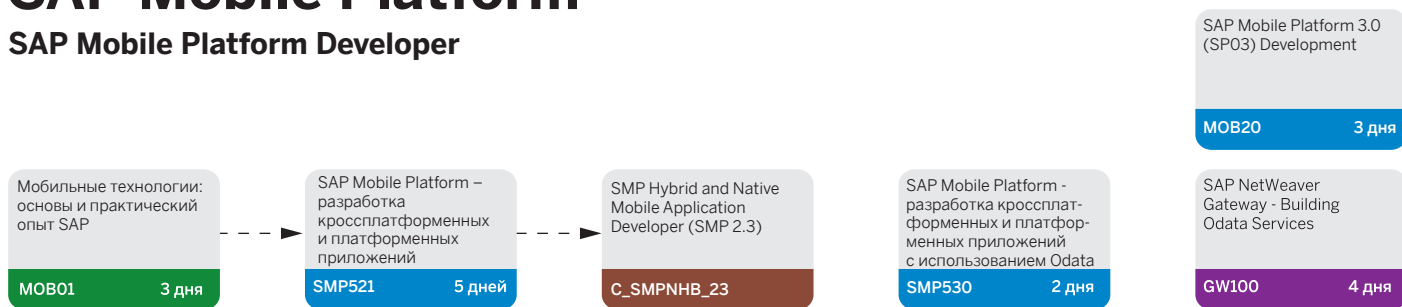 SAP Mobile Platform
SAP Mobile Platform Developer
SAP Mobile Platform 3.0
(SP03) Development
MOB20 3 дня
Мобильные технологии:
основы и практический
опыт SAP
MOB01 3 дня
SAP Mobile Platform –
разработка
кроссплатформенных
и платформенных
приложений
SMP521 5 дней
SMP Hybrid and Native
Mobile Application
Developer (SMP 2.3)
C_SMPNHB_23
SAP Mobile Platform -
разработка кроссплат-
форменных и платфор-
менных приложений
с использованием Odata
SMP530 2 дня
SAP NetWeaver
Gateway - Building
Odata Services
GW100 4 дня